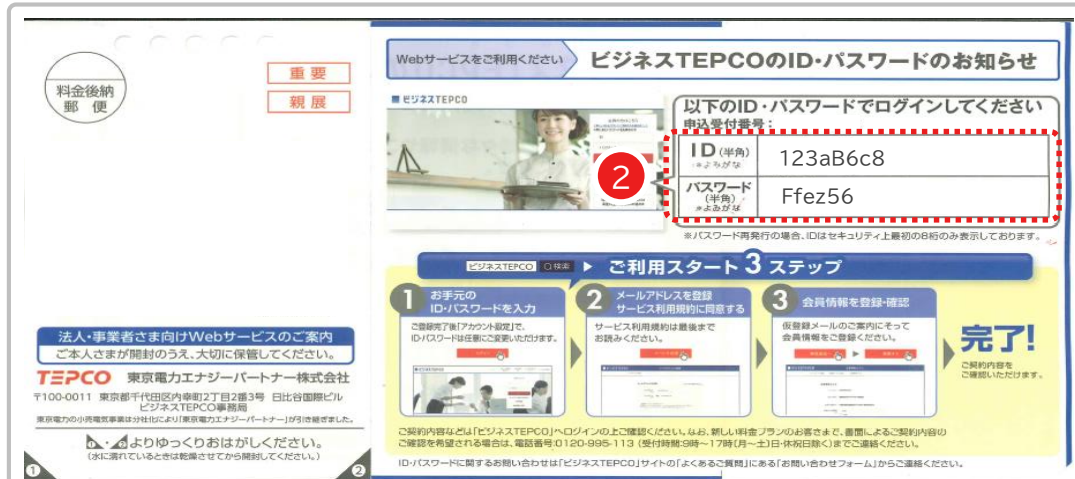 料金後納
郵 便
重 要
親 展
法人・事業者さま向けWebサービスのご案内
ご本人さまが開封のうえ、大切に保管してください。
TEPCO 東京電力エナジーパートナー株式会社
〒100-0011 東京都千代田区内幸町2丁目2番3号 日比谷国際ビル
ビジネスTEPCO事務局
東京電力の小売電気事業は分社化により「東京電力エナジーパートナー」が引き継ぎました。
❶・❷よりゆっくりおはがしください。
(水に濡れているときは乾燥させてから開封してください。)
❶
❷
Webサービスをご利用ください
ビジネスTEPCOのID・パスワードのお知らせ
ビジネスTEPCO
以下のID・パスワードでログインしてください
申込受付番号:
2
ID(半角) 123aB6c8
※よみがな
パスワード Ffez56
(半角)
※よみがな
※パスワード再発行の場合、IDはセキュリティ上最初の8桁のみ表示しております。
ビジネスTEPCO 検索 ▶ ご利用スタート3ステップ
1 お手元の
ID・パスワードを入力
ご登録完了後「アカウント設定」で、
ID・パスワードは任意にご変更いただけます。
2 メールアドレスを登録
サービス利用規約に同意する
サービス利用規約は最後まで
お読みください。
3 会員情報を登録・確認
仮登録メールのご案内にそって
会員情報をご登録ください。
完了!
ご契約内容を
ご確認いただけます。
ご契約内容などは「ビジネスTEPCO」へログインの上ご確認ください。なお、新しい料金プランのお客さまで、書面によるご契約内容の
ご確認を希望される場合は、電話番号:0120-995-113 (受付時間:9時〜17時(月〜土)日・休祝日除く)までご連絡ください。
ID・パスワードに関するお問い合わせは「ビジネスTEPCO」サイトの「よくあるご質問」にある「お問い合わせフォーム」からご連絡ください。